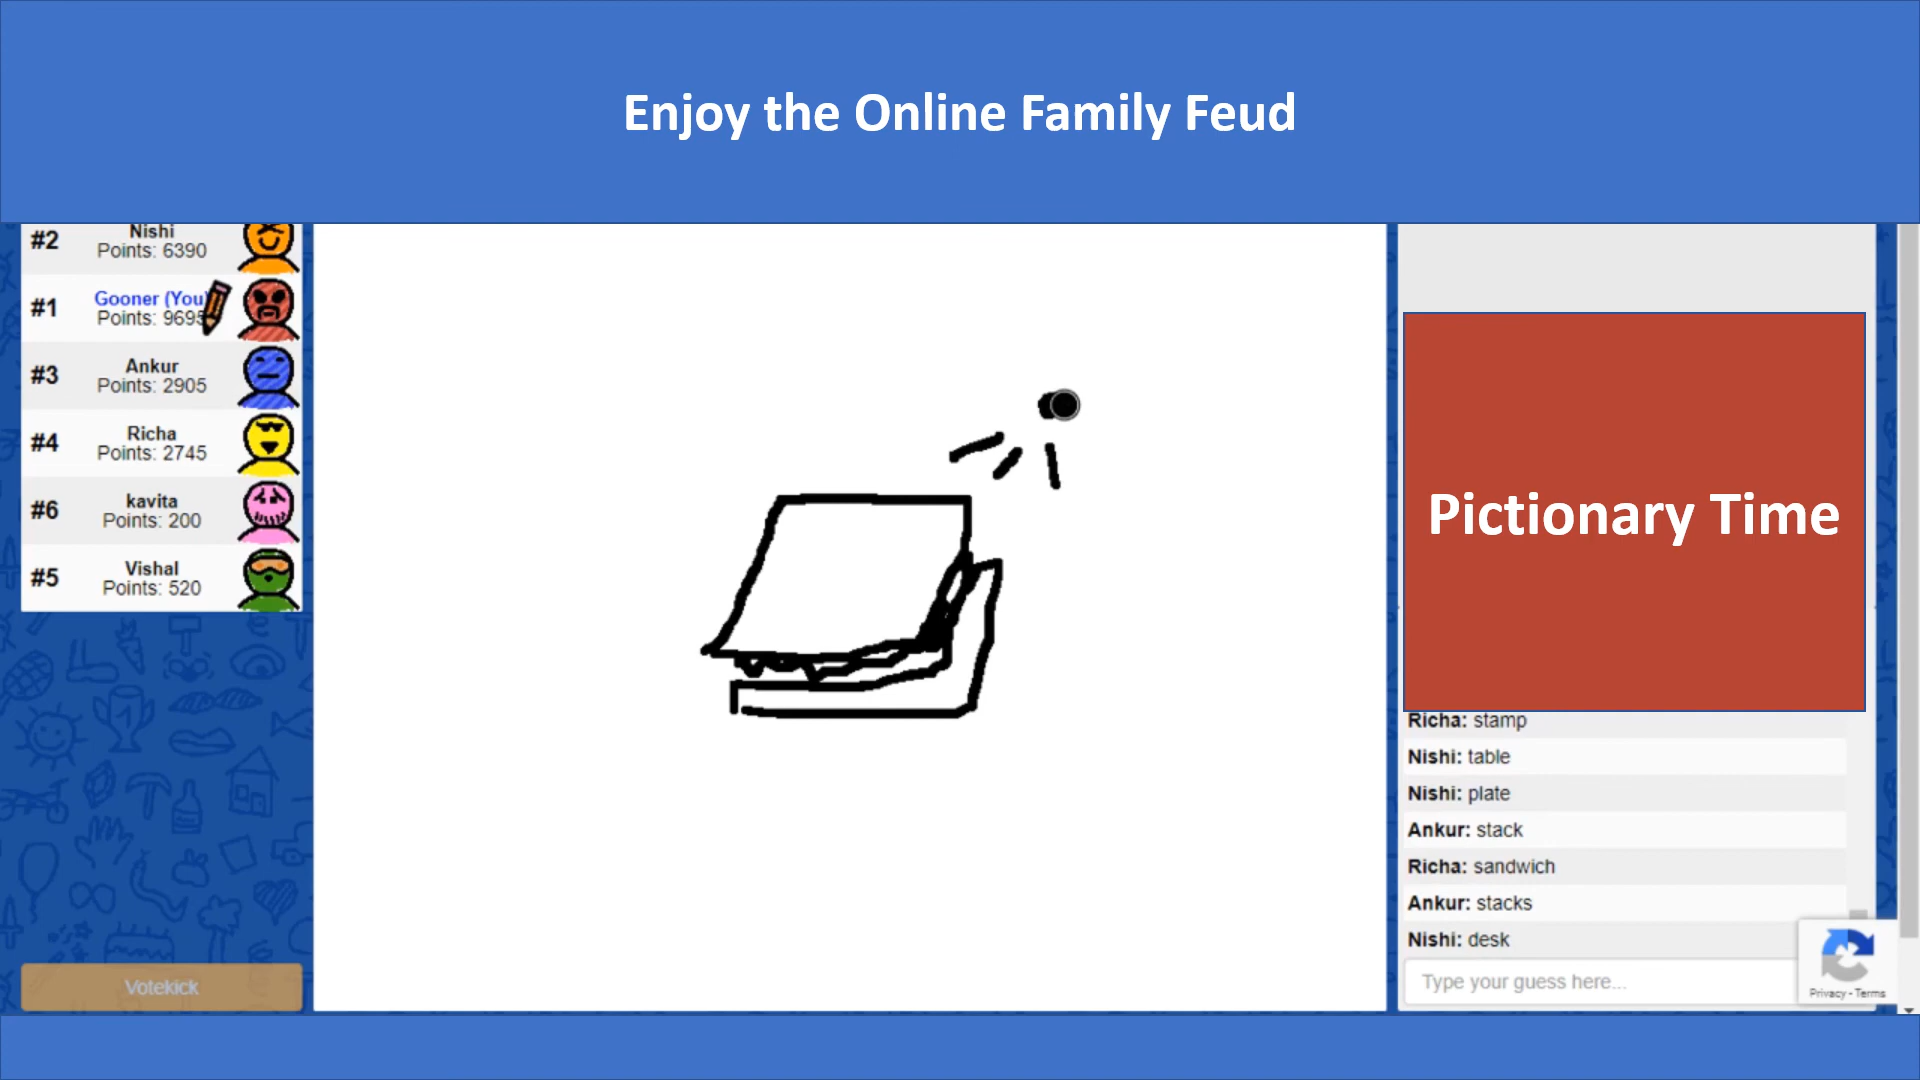 Enjoy the Online Family Feud
#2
Nishi
Points: 6390
#1
Gooner (You)
Points: 9695
#3
Ankur
Points: 2905
#4
Richa
Points: 2745
#6
kavita
Points: 200
#5
Vishal
Points: 520
Votekick
Pictionary Time
Richa: stamp
Nishi: table
Nishi: plate
Ankur: stack
Richa: sandwich
Ankur: stacks
Nishi: desk
Type your guess here...
Privacy - Terms